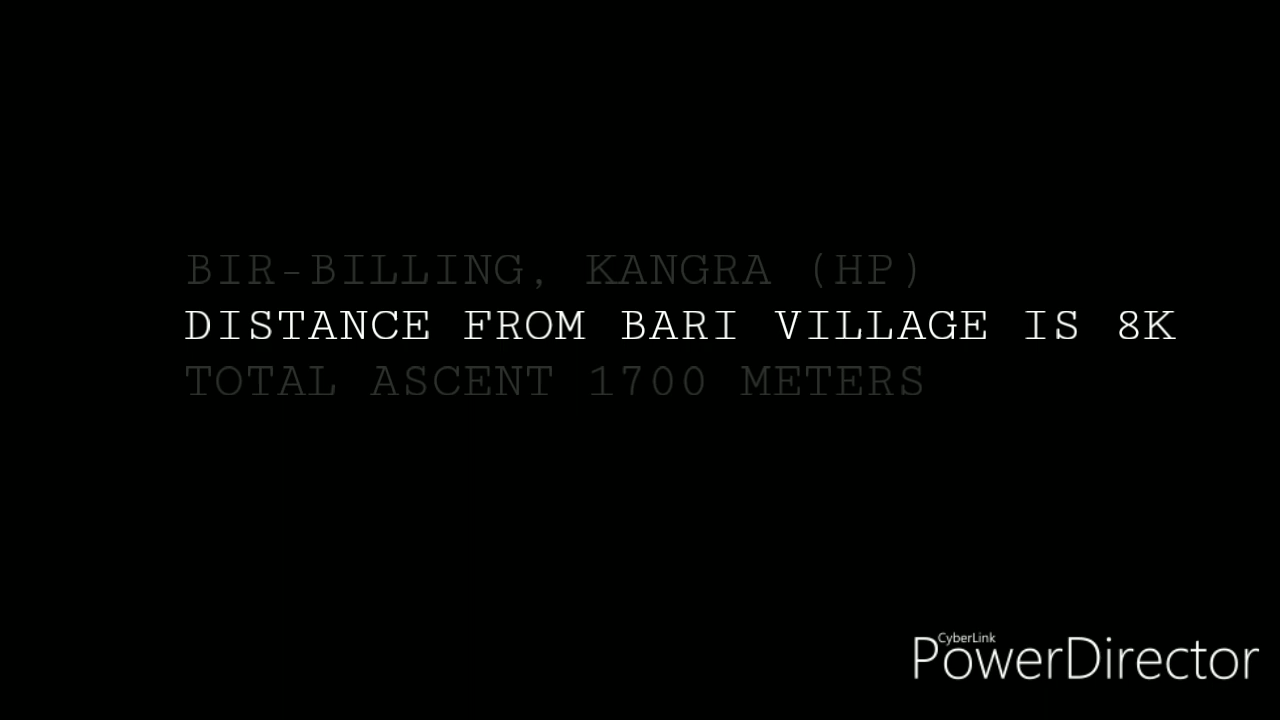 BIR-BILLING, KANGRA (HP)
DISTANCE FROM BARI VILLAGE IS 8K
TOTAL ASCENT 1700 METERS
CyberLink
PowerDirector